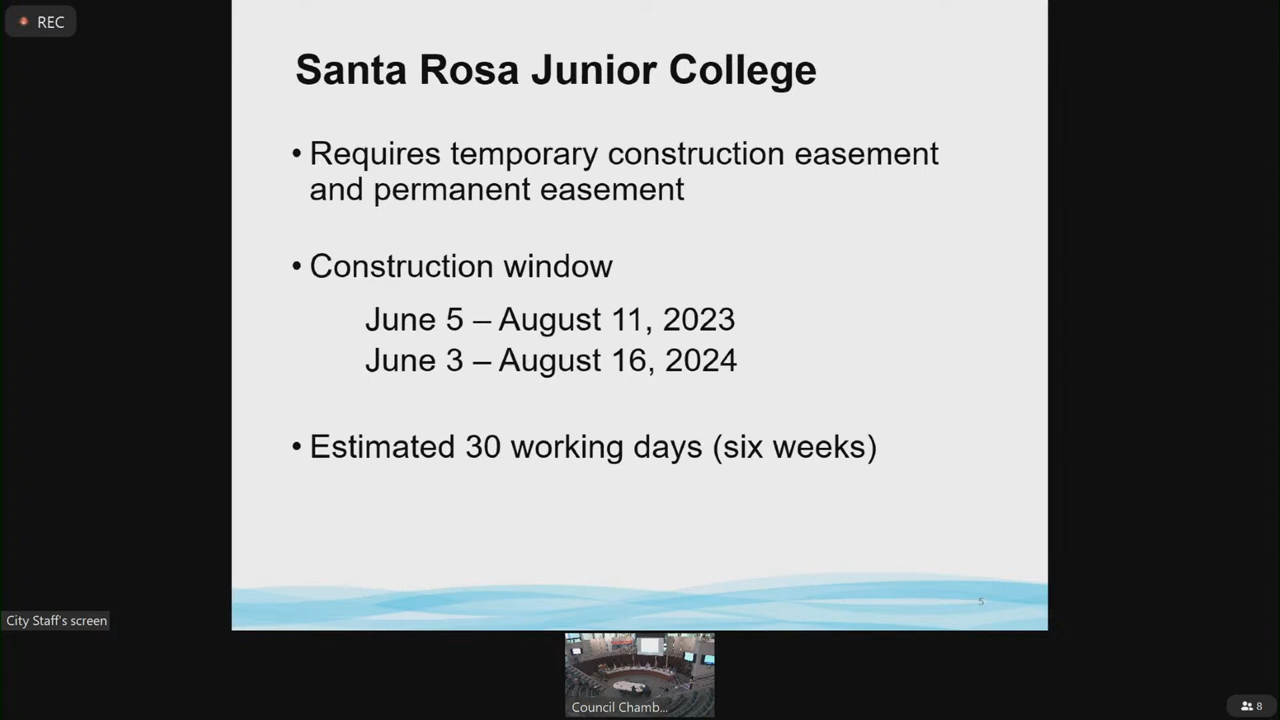 REC
Santa Rosa Junior College
• Requires temporary construction easement
and permanent easement
• Construction window
June 5 – August 11, 2023
June 3 – August 16, 2024
• Estimated 30 working days (six weeks)
5
City Staff's screen
Council Chamb...
8